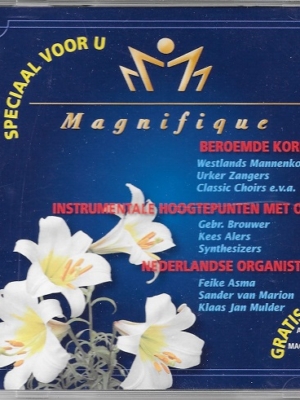 SPECIAAL VOOR U
Magnifique
BEROEMDE KOR
Westlands Mannenko
Urker Zangers
Classic Choirs e.v.a.
INSTRUMENTALE HOOGTEPUNTEN MET O
Gebr. Brouwer
Kees Alers
Synthesizers
NEDERLANDSE ORGANIST
Feike Asma
Sander van Marion
Klaas Jan Mulder
GRATIS
MAG